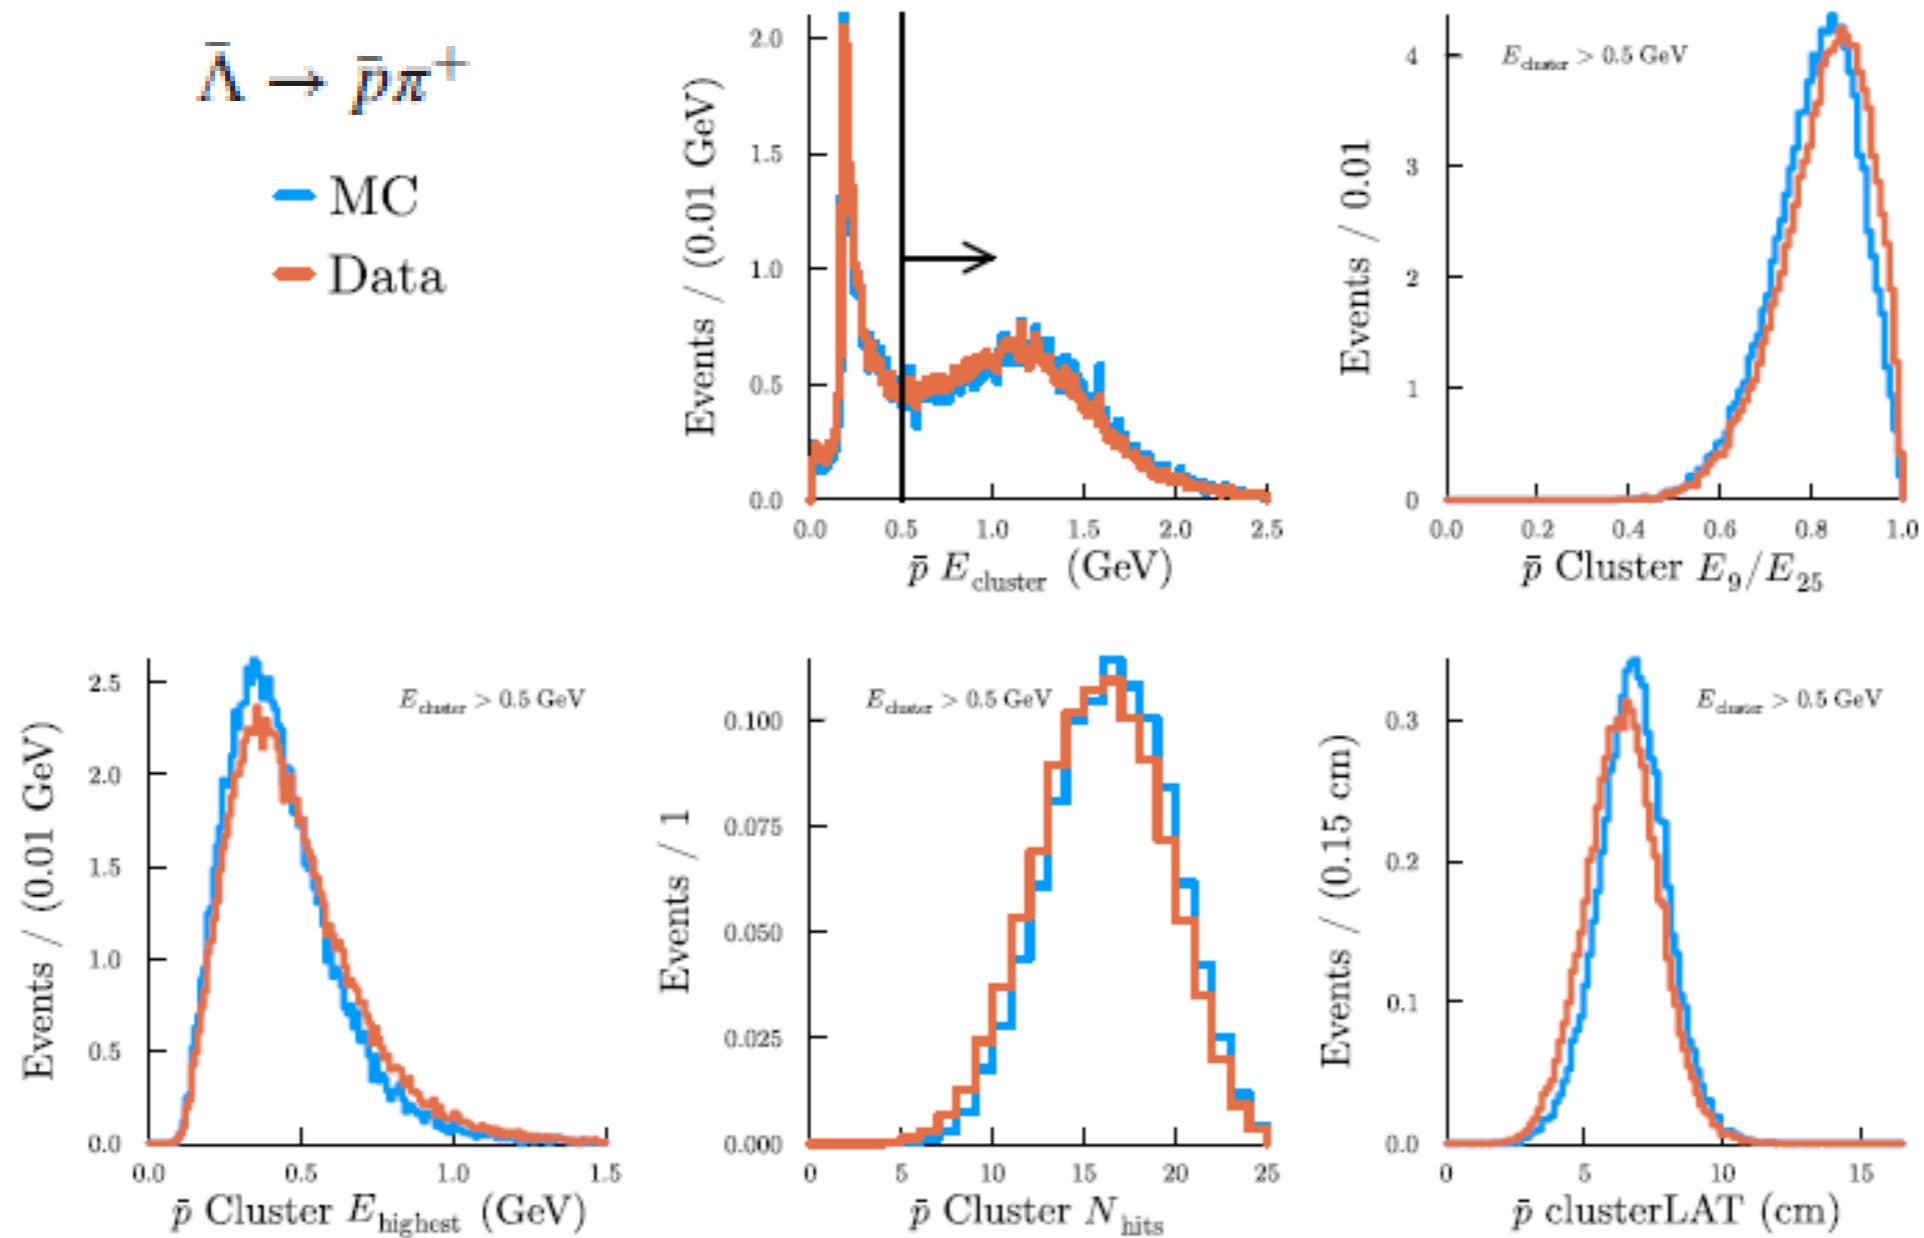 Λ̄ → p̄π⁺
MC
Data
Events / (0.01 GeV)
2.0
1.5
1.0
0.5
0.0
0.0 0.5 1.0 1.5 2.0 2.5
p̄ E_cluster (GeV)
Events / 0.01
E_cluster > 0.5 GeV
4
3
2
1
0
0.0 0.2 0.4 0.6 0.8 1.0
p̄ Cluster E₉/E₂₅
Events / (0.01 GeV)
E_cluster > 0.5 GeV
2.5
2.0
1.5
1.0
0.5
0.0
0.0 0.5 1.0 1.5
p̄ Cluster E_highest (GeV)
Events / 1
E_cluster > 0.5 GeV
0.100
0.075
0.050
0.025
0.000
0 5 10 15 20 25
p̄ Cluster N_hits
Events / (0.15 cm)
E_cluster > 0.5 GeV
0.3
0.2
0.1
0.0
0 5 10 15
p̄ clusterLAT (cm)